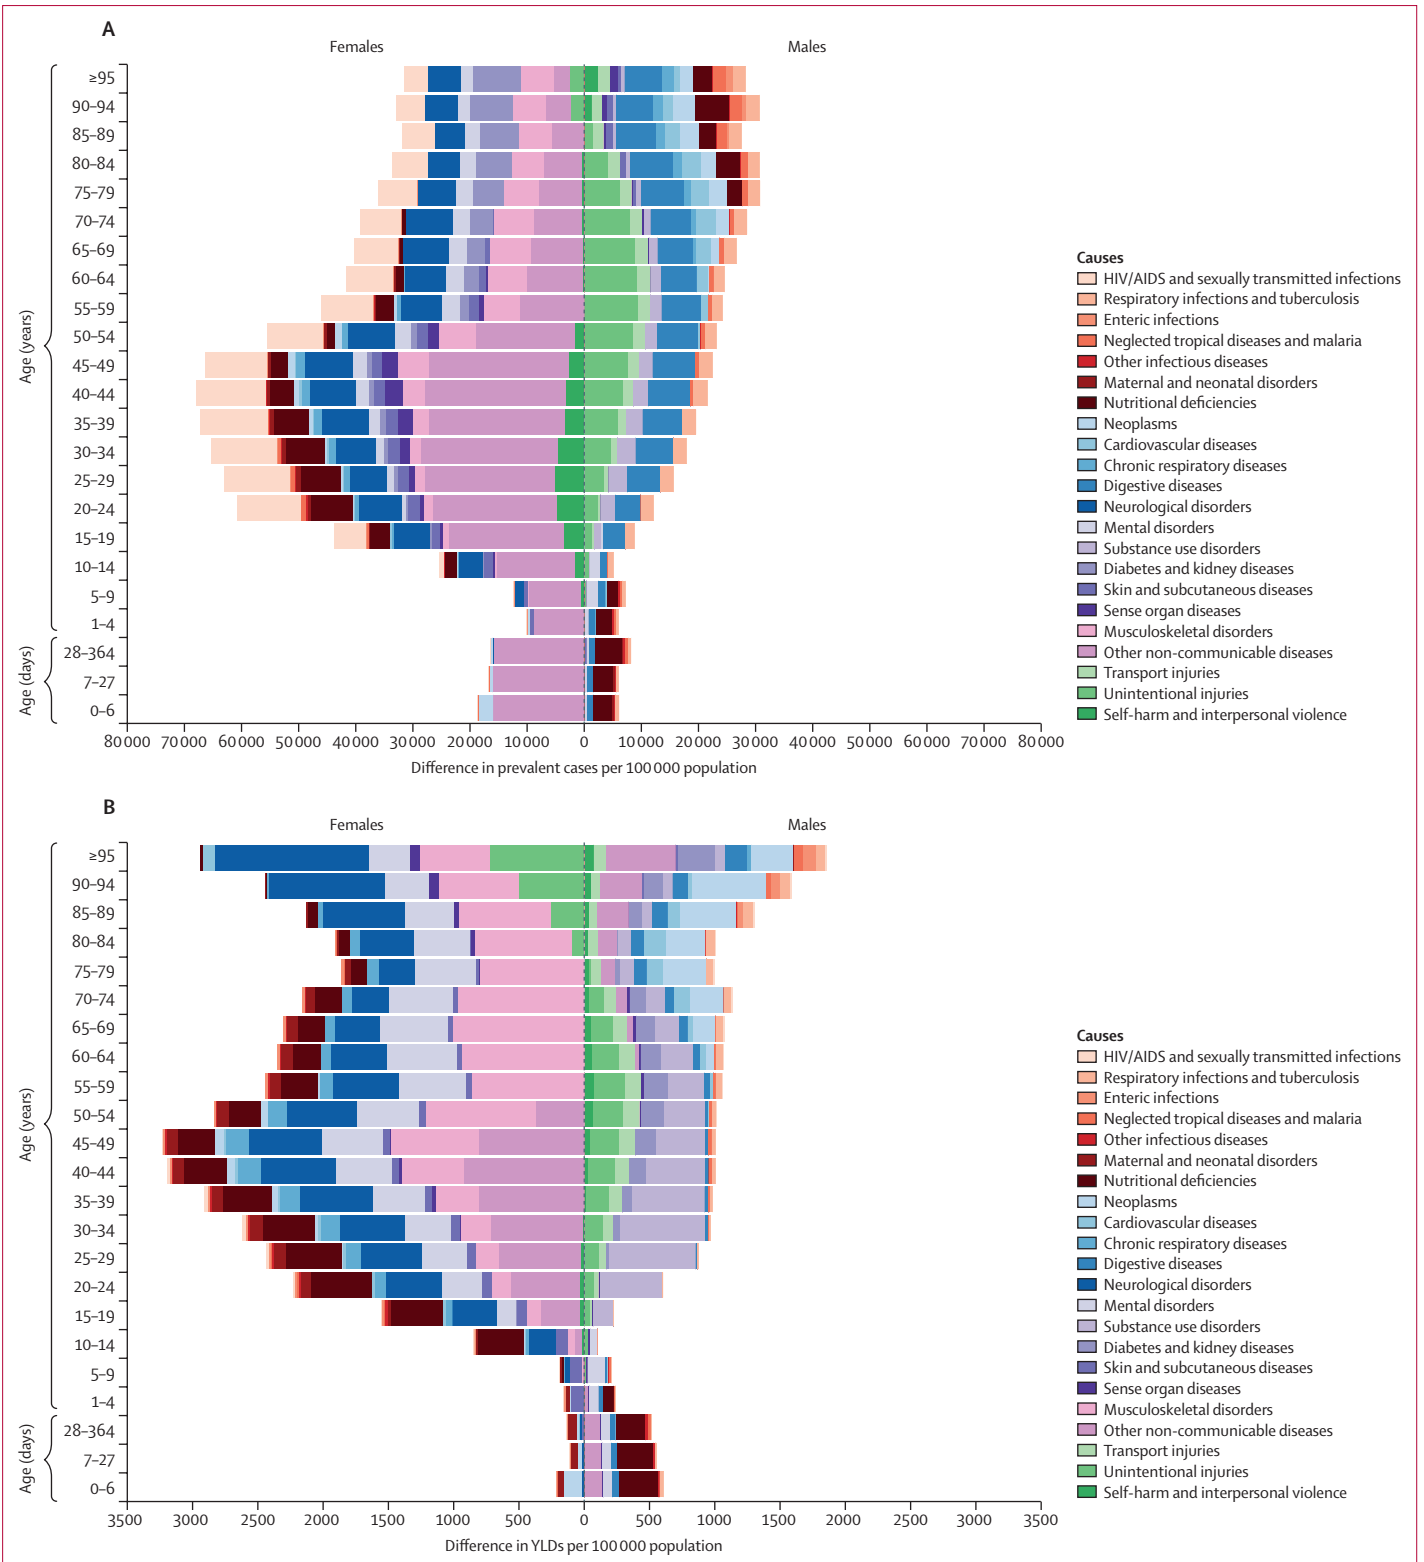 A
Females Males
≥95
90–94
85–89
80–84
75–79
70–74
65–69
60–64
55–59
50–54
45–49
40–44
35–39
30–34
25–29
20–24
15–19
10–14
5–9
1–4
28–364
7–27
0–6
Age (years)
Age (days)
80 000 70 000 60 000 50 000 40 000 30 000 20 000 10 000 0 10 000 20 000 30 000 40 000 50 000 60 000 70 000 80 000
Difference in prevalent cases per 100 000 population
Causes
HIV/AIDS and sexually transmitted infections
Respiratory infections and tuberculosis
Enteric infections
Neglected tropical diseases and malaria
Other infectious diseases
Maternal and neonatal disorders
Nutritional deficiencies
Neoplasms
Cardiovascular diseases
Chronic respiratory diseases
Digestive diseases
Neurological disorders
Mental disorders
Substance use disorders
Diabetes and kidney diseases
Skin and subcutaneous diseases
Sense organ diseases
Musculoskeletal disorders
Other non-communicable diseases
Transport injuries
Unintentional injuries
Self-harm and interpersonal violence
B
Females Males
≥95
90–94
85–89
80–84
75–79
70–74
65–69
60–64
55–59
50–54
45–49
40–44
35–39
30–34
25–29
20–24
15–19
10–14
5–9
1–4
28–364
7–27
0–6
Age (years)
Age (days)
3500 3000 2500 2000 1500 1000 500 0 500 1000 1500 2000 2500 3000 3500
Difference in YLDs per 100 000 population
Causes
HIV/AIDS and sexually transmitted infections
Respiratory infections and tuberculosis
Enteric infections
Neglected tropical diseases and malaria
Other infectious diseases
Maternal and neonatal disorders
Nutritional deficiencies
Neoplasms
Cardiovascular diseases
Chronic respiratory diseases
Digestive diseases
Neurological disorders
Mental disorders
Substance use disorders
Diabetes and kidney diseases
Skin and subcutaneous diseases
Sense organ diseases
Musculoskeletal disorders
Other non-communicable diseases
Transport injuries
Unintentional injuries
Self-harm and interpersonal violence